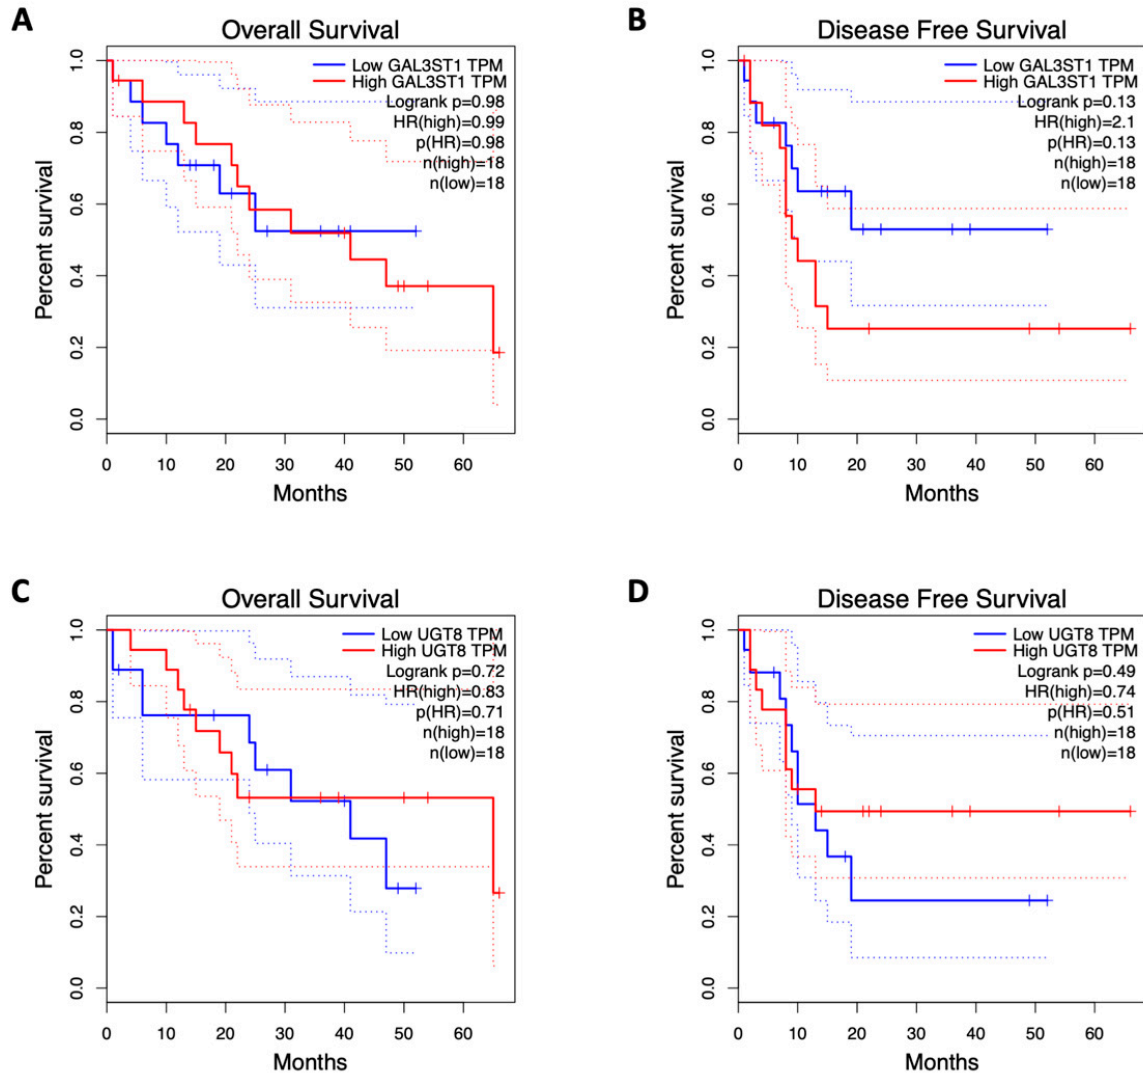 A
Overall Survival
Low GAL3ST1 TPM
High GAL3ST1 TPM
Logrank p=0.98
HR(high)=0.99
p(HR)=0.98
n(high)=18
n(low)=18
Percent survival
0.0 0.2 0.4 0.6 0.8 1.0
0 10 20 30 40 50 60
Months
B
Disease Free Survival
Low GAL3ST1 TPM
High GAL3ST1 TPM
Logrank p=0.13
HR(high)=2.1
p(HR)=0.13
n(high)=18
n(low)=18
Percent survival
0.0 0.2 0.4 0.6 0.8 1.0
0 10 20 30 40 50 60
Months
C
Overall Survival
Low UGT8 TPM
High UGT8 TPM
Logrank p=0.72
HR(high)=0.83
p(HR)=0.71
n(high)=18
n(low)=18
Percent survival
0.0 0.2 0.4 0.6 0.8 1.0
0 10 20 30 40 50 60
Months
D
Disease Free Survival
Low UGT8 TPM
High UGT8 TPM
Logrank p=0.49
HR(high)=0.74
p(HR)=0.51
n(high)=18
n(low)=18
Percent survival
0.0 0.2 0.4 0.6 0.8 1.0
0 10 20 30 40 50 60
Months